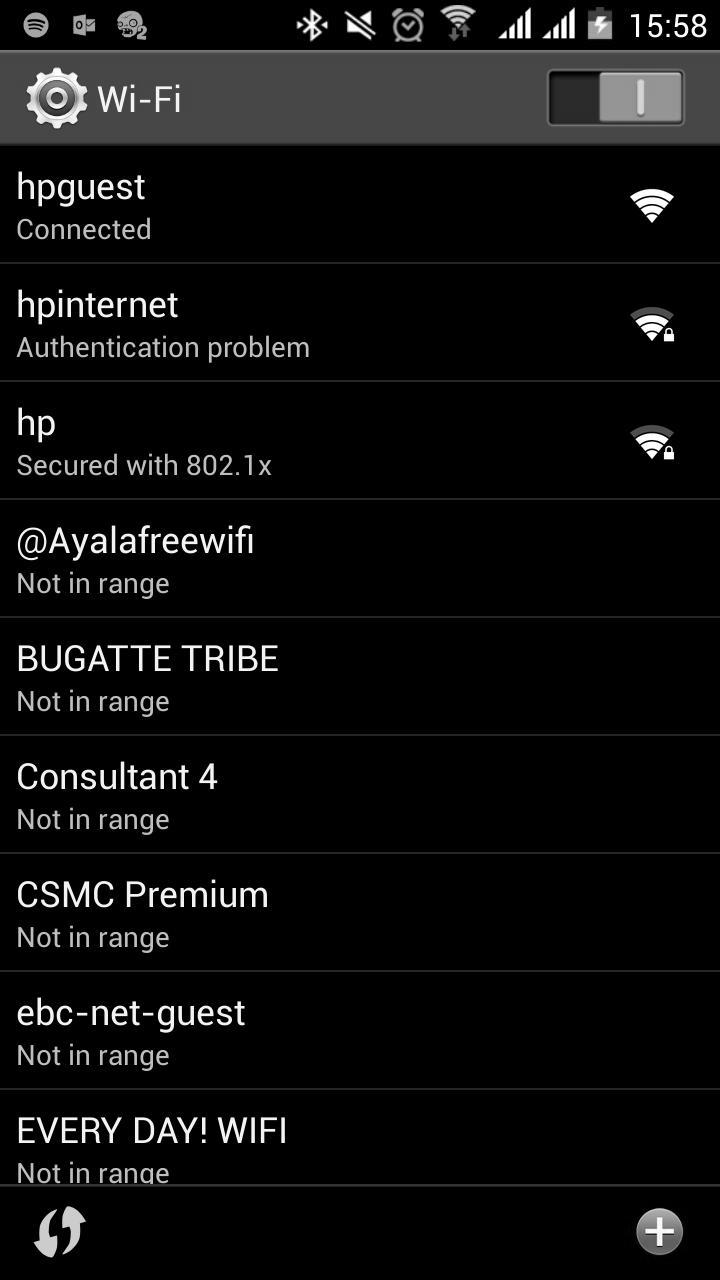 15:58
Wi-Fi
hpguest
Connected
hpinternet
Authentication problem
hp
Secured with 802.1x
@Ayalafreewifi
Not in range
BUGATTE TRIBE
Not in range
Consultant 4
Not in range
CSMC Premium
Not in range
ebc-net-guest
Not in range
EVERY DAY! WIFI
Not in range